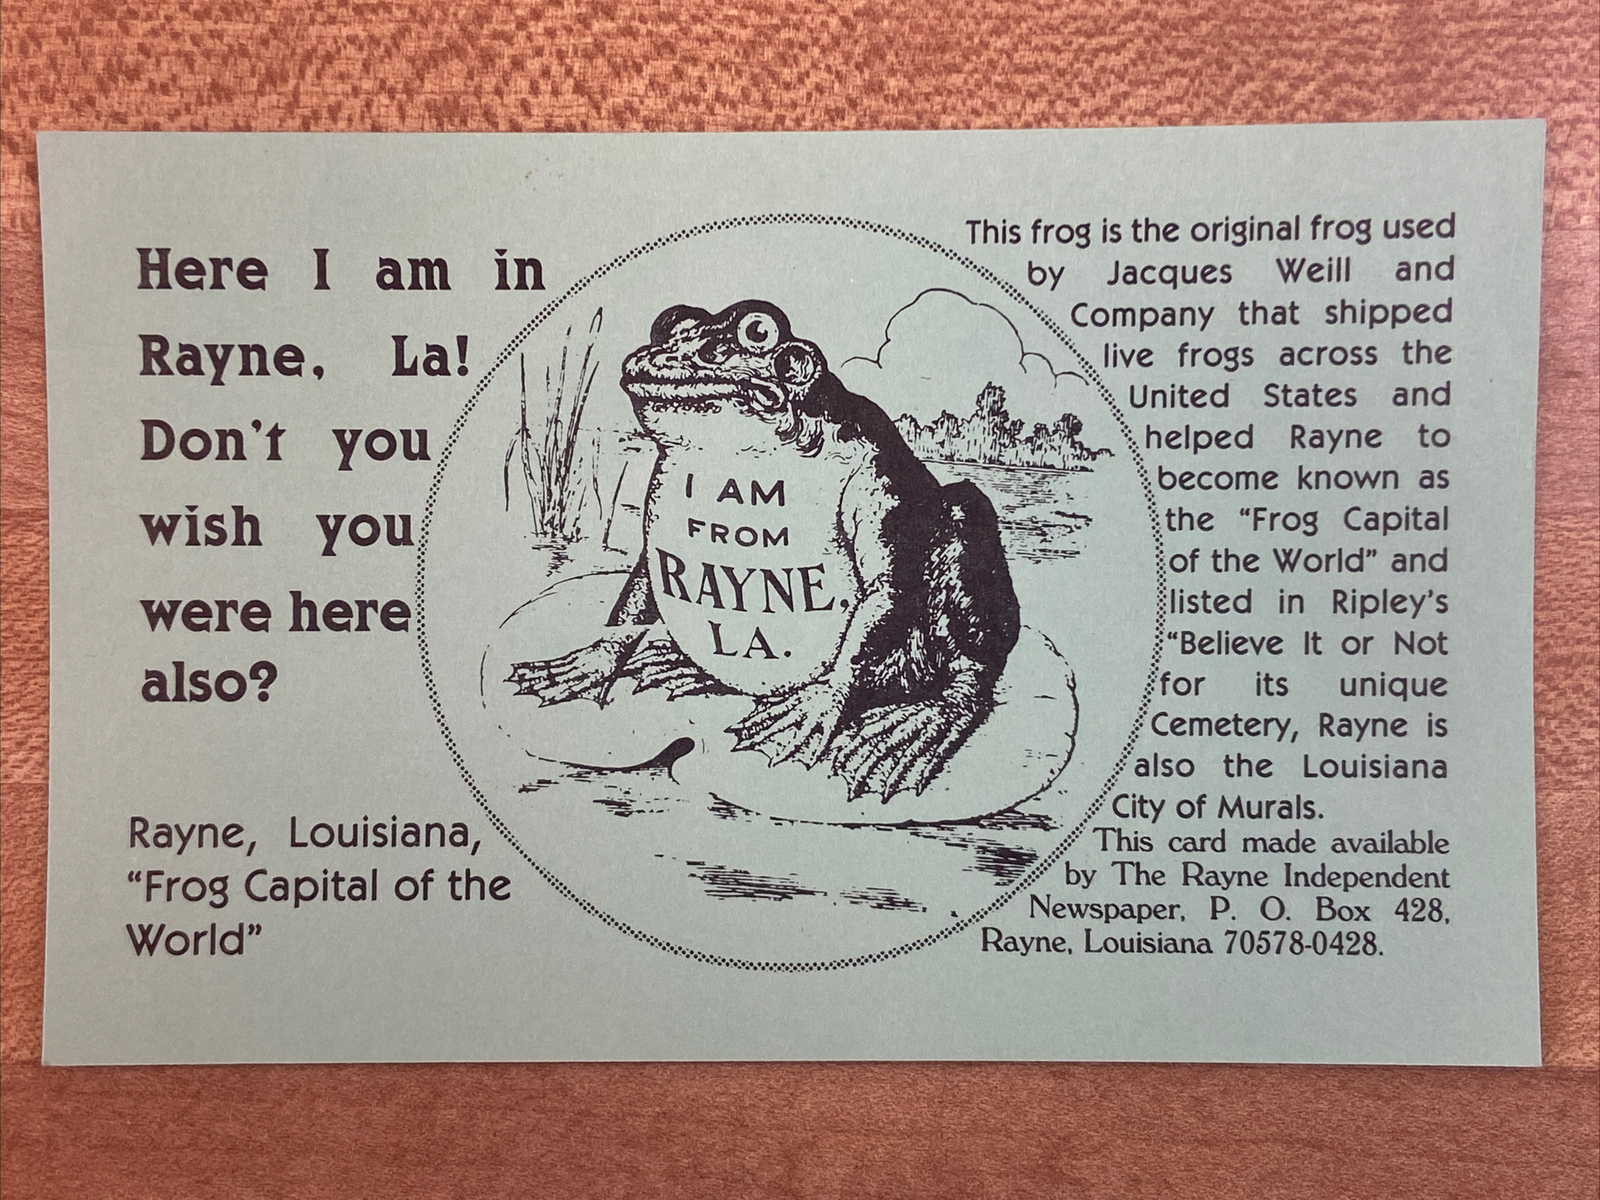 Here I am in
Rayne, La!
Don't you
wish you
were here
also?
Rayne, Louisiana,
“Frog Capital of the
World”
I AM
FROM
RAYNE,
LA.
This frog is the original frog used
by Jacques Weill and
Company that shipped
live frogs across the
United States and
helped Rayne to
become known as
the “Frog Capital
of the World” and
listed in Ripley's
“Believe It or Not
for its unique
Cemetery, Rayne is
also the Louisiana
City of Murals.
This card made available
by The Rayne Independent
Newspaper, P. O. Box 428,
Rayne, Louisiana 70578-0428.